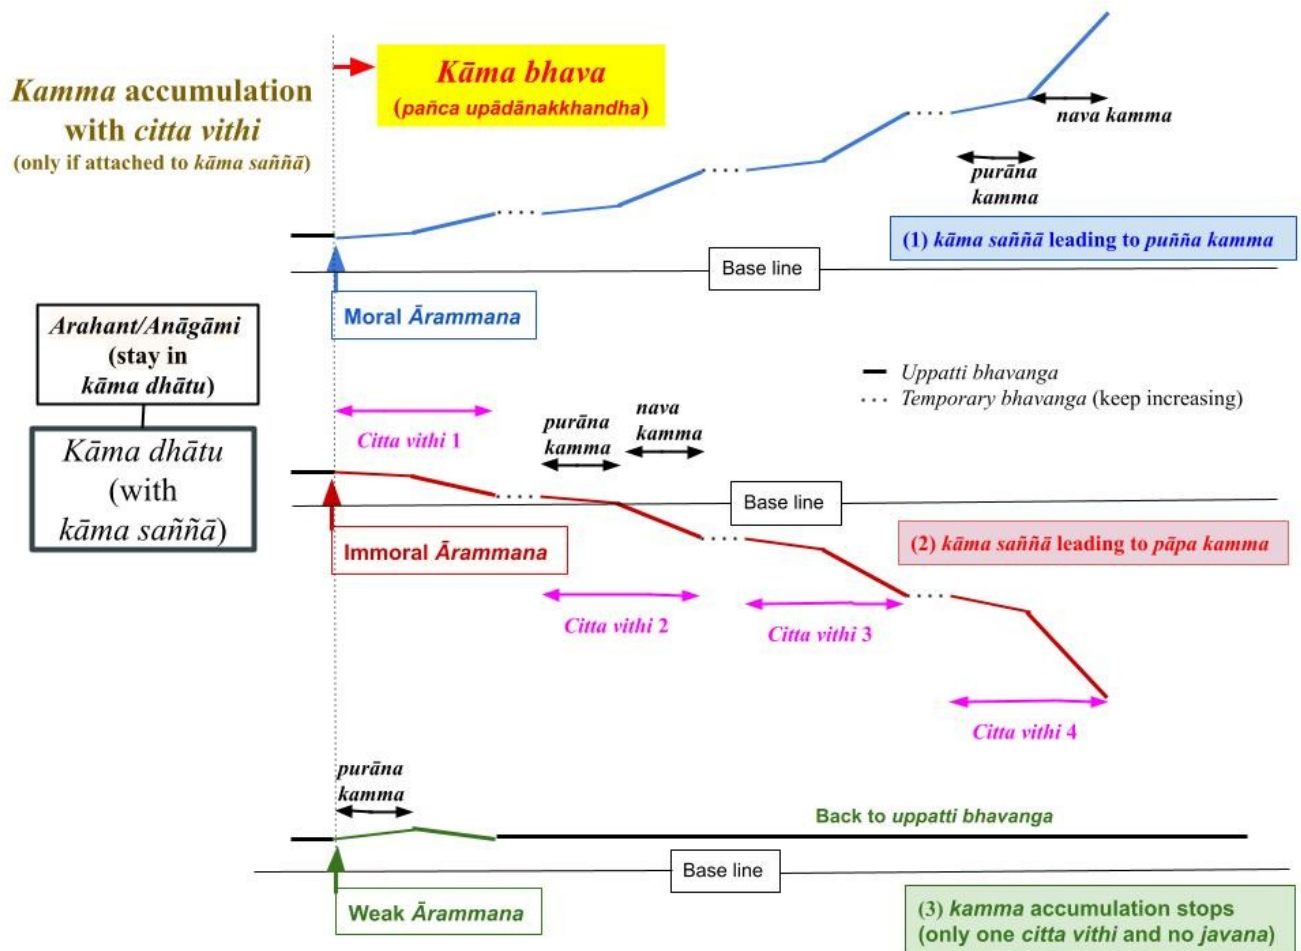 Kamma accumulation
with citta vithi
(only if attached to kāma saññā)
Kāma bhava
(pañca upādānakkhandha)
nava kamma
purāna
kamma
(1) kāma saññā leading to puñña kamma
Base line
Moral Ārammana
Arahant/Anāgāmi
(stay in
kāma dhātu)
Kāma dhātu
(with
kāma saññā)
Uppatti bhavanga
Temporary bhavanga (keep increasing)
Citta vithi 1
purāna
kamma
nava
kamma
Base line
Immoral Ārammana
(2) kāma saññā leading to pāpa kamma
Citta vithi 2
Citta vithi 3
Citta vithi 4
purāna
kamma
Back to uppatti bhavanga
Base line
Weak Ārammana
(3) kamma accumulation stops
(only one citta vithi and no javana)